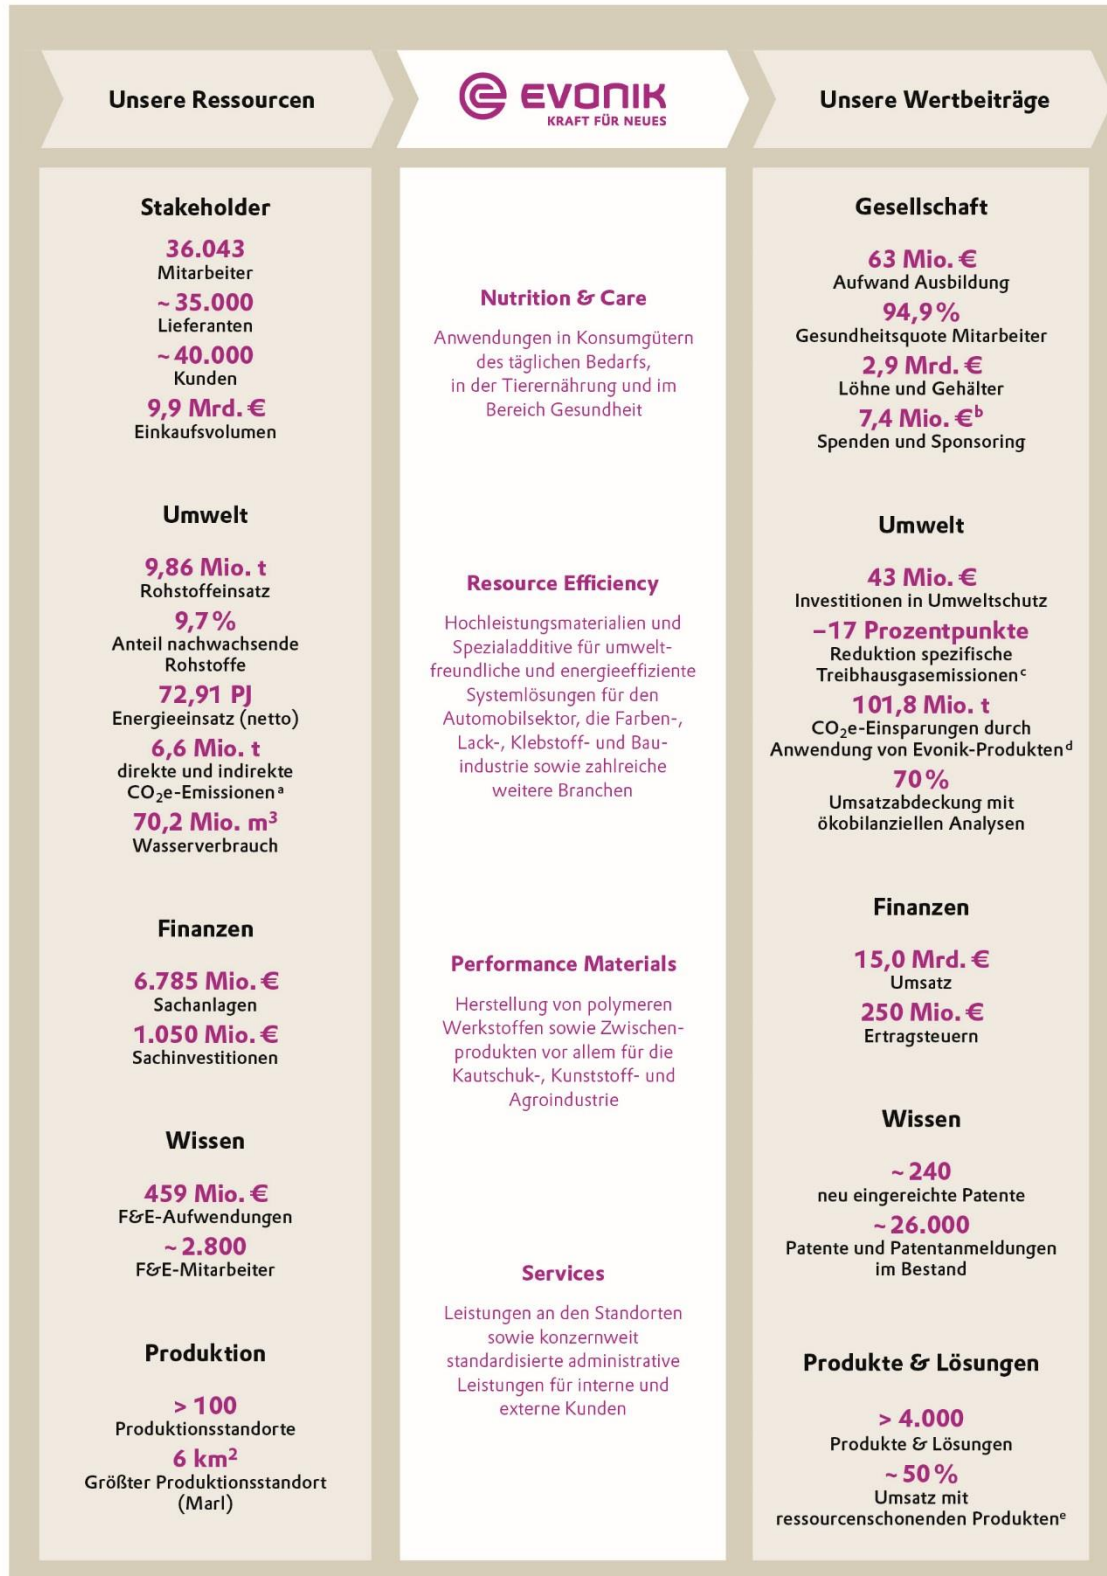 Unsere Ressourcen
EVONIK
KRAFT FÜR NEUES
Unsere Wertbeiträge
Stakeholder
36.043
Mitarbeiter
~ 35.000
Lieferanten
~ 40.000
Kunden
9,9 Mrd. €
Einkaufsvolumen
Umwelt
9,86 Mio. t
Rohstoffeinsatz
9,7 %
Anteil nachwachsende
Rohstoffe
72,91 PJ
Energieeinsatz (netto)
6,6 Mio. t
direkte und indirekte
CO₂e-Emissionenᵃ
70,2 Mio. m³
Wasserverbrauch
Finanzen
6.785 Mio. €
Sachanlagen
1.050 Mio. €
Sachinvestitionen
Wissen
459 Mio. €
F&E-Aufwendungen
~ 2.800
F&E-Mitarbeiter
Produktion
> 100
Produktionsstandorte
6 km²
Größter Produktionsstandort
(Marl)
Nutrition & Care
Anwendungen in Konsumgütern
des täglichen Bedarfs,
in der Tierernährung und im
Bereich Gesundheit
Resource Efficiency
Hochleistungsmaterialien und
Spezialadditive für umwelt-
freundliche und energieeffiziente
Systemlösungen für den
Automobilsektor, die Farben-,
Lack-, Klebstoff- und Bau-
industrie sowie zahlreiche
weitere Branchen
Performance Materials
Herstellung von polymeren
Werkstoffen sowie Zwischen-
produkten vor allem für die
Kautschuk-, Kunststoff- und
Agroindustrie
Services
Leistungen an den Standorten
sowie konzernweit
standardisierte administrative
Leistungen für interne und
externe Kunden
Gesellschaft
63 Mio. €
Aufwand Ausbildung
94,9 %
Gesundheitsquote Mitarbeiter
2,9 Mrd. €
Löhne und Gehälter
7,4 Mio. €ᵇ
Spenden und Sponsoring
Umwelt
43 Mio. €
Investitionen in Umweltschutz
–17 Prozentpunkte
Reduktion spezifische
Treibhausgasemissionenᶜ
101,8 Mio. t
CO₂e-Einsparungen durch
Anwendung von Evonik-Produktenᵈ
70 %
Umsatzabdeckung mit
ökobilanziellen Analysen
Finanzen
15,0 Mrd. €
Umsatz
250 Mio. €
Ertragsteuern
Wissen
~ 240
neu eingereichte Patente
~ 26.000
Patente und Patentanmeldungen
im Bestand
Produkte & Lösungen
> 4.000
Produkte & Lösungen
~ 50 %
Umsatz mit
ressourcenschonenden Produktenᵉ